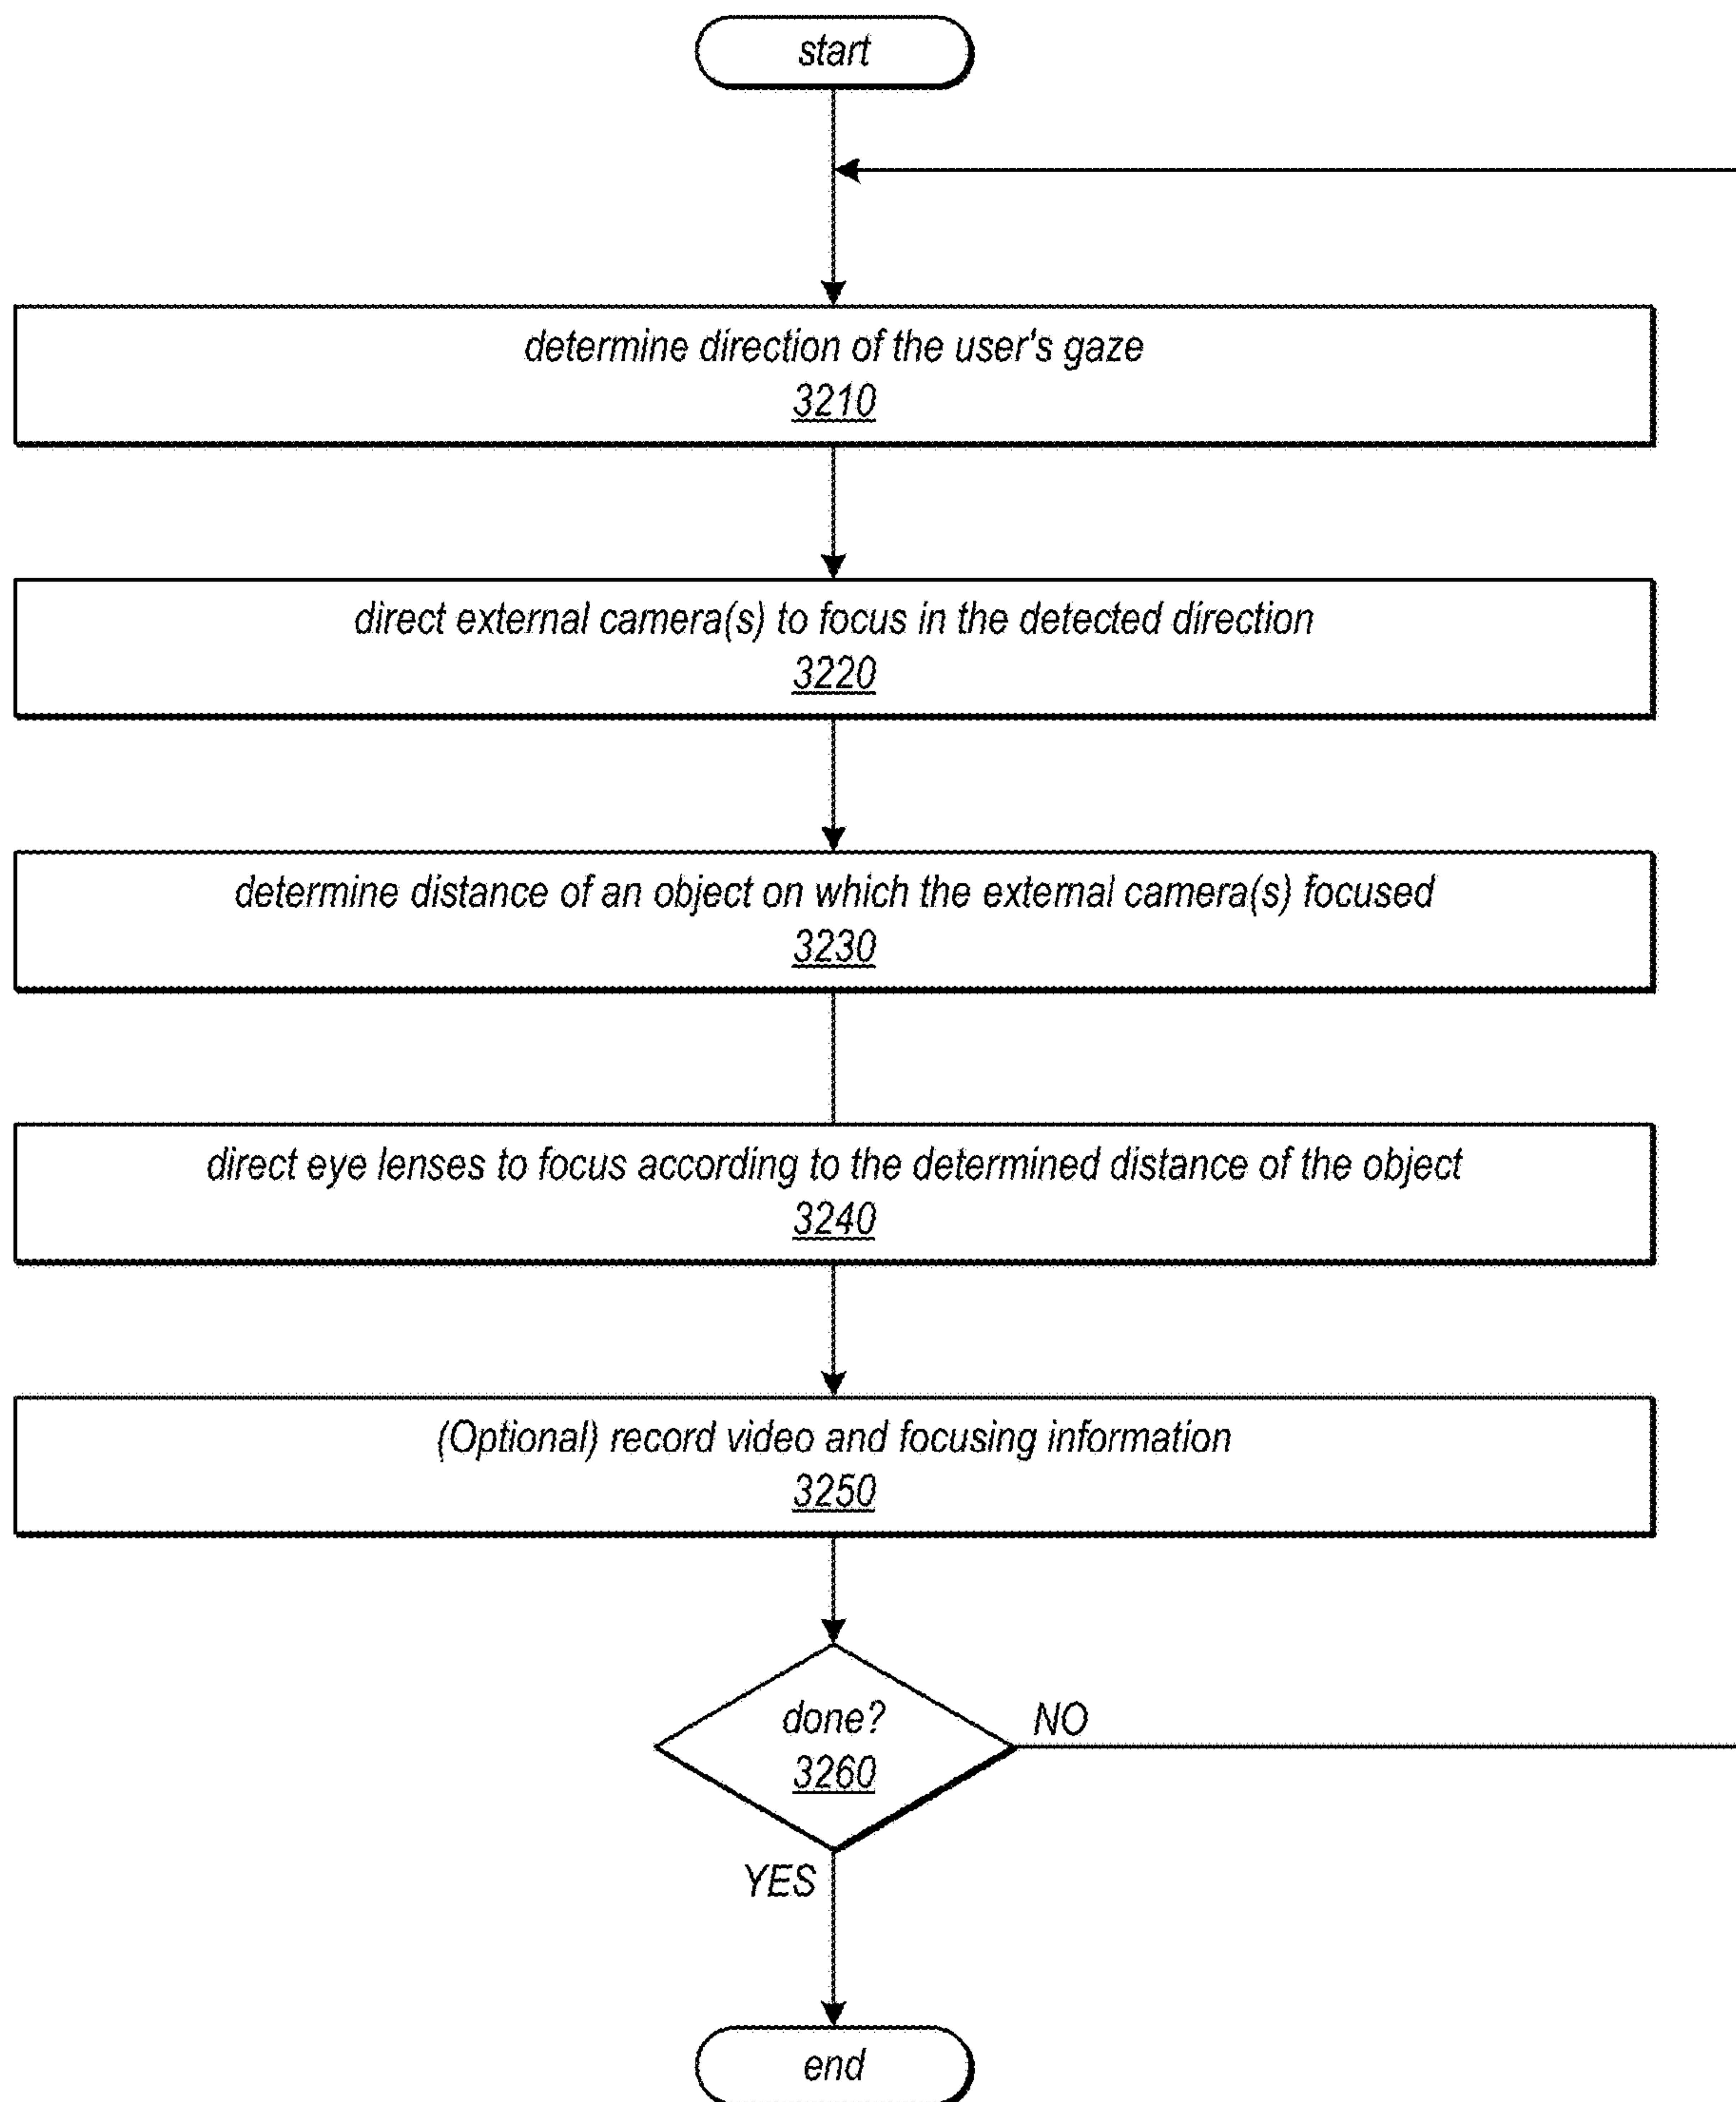 start
determine direction of the user's gaze
3210
direct external camera(s) to focus in the detected direction
3220
determine distance of an object on which the external camera(s) focused
3230
direct eye lenses to focus according to the determined distance of the object
3240
(Optional) record video and focusing information
3250
done?
3260
NO
YES
end